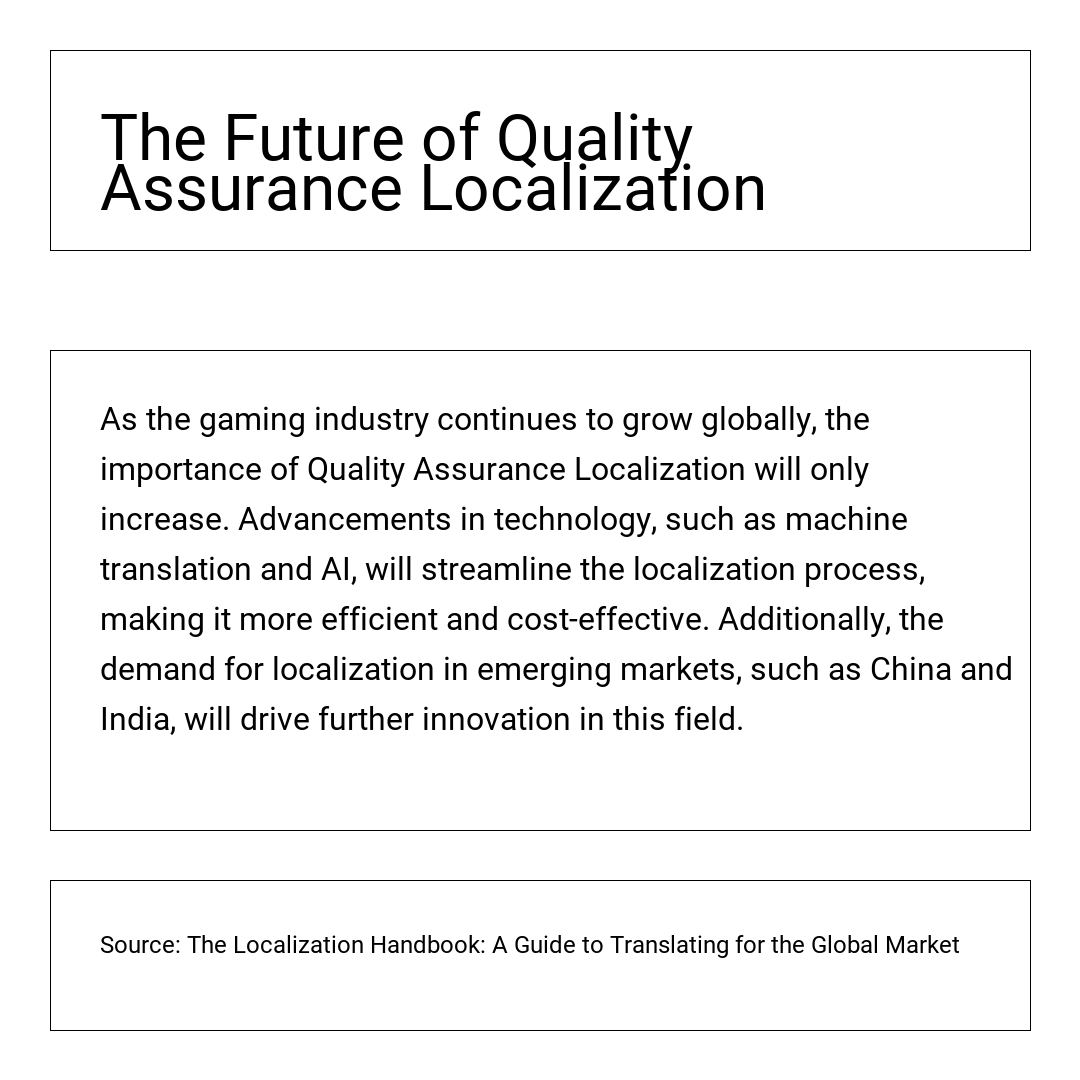 The Future of Quality
Assurance Localization
As the gaming industry continues to grow globally, the
importance of Quality Assurance Localization will only
increase. Advancements in technology, such as machine
translation and AI, will streamline the localization process,
making it more efficient and cost-effective. Additionally, the
demand for localization in emerging markets, such as China and
India, will drive further innovation in this field.
Source: The Localization Handbook: A Guide to Translating for the Global Market